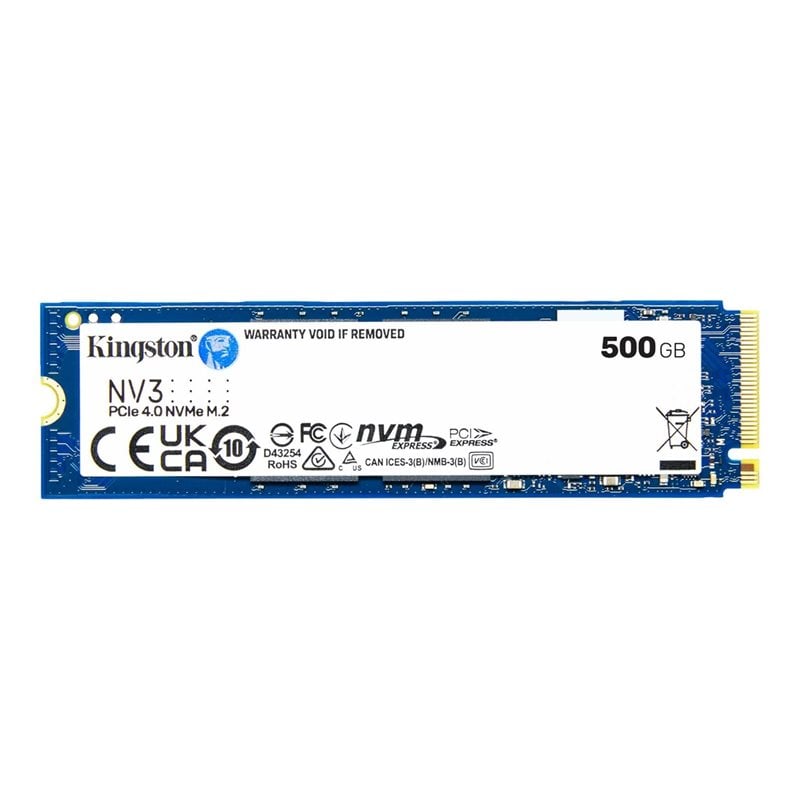 Kingston®
WARRANTY VOID IF REMOVED
500 GB
NV3
PCIe 4.0 NVMe M.2
CE UK CA 10
D43254
RoHS
FC
C US
nvm EXPRESS
PCI EXPRESS®
CAN ICES-3(B)/NMB-3(B)
VCI